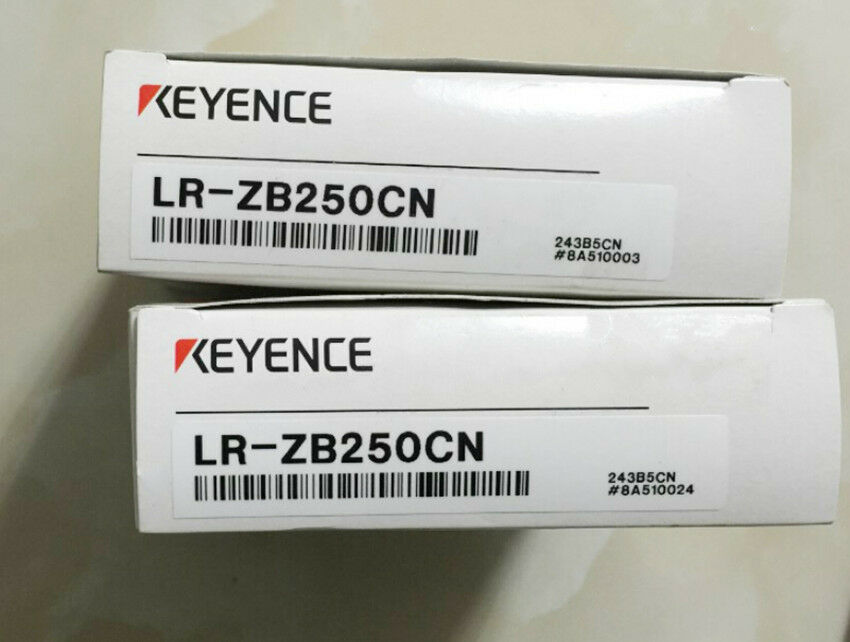 KEYENCE
LR-ZB250CN
243B5CN
#8A510003
KEYENCE
LR-ZB250CN
243B5CN
#8A510024